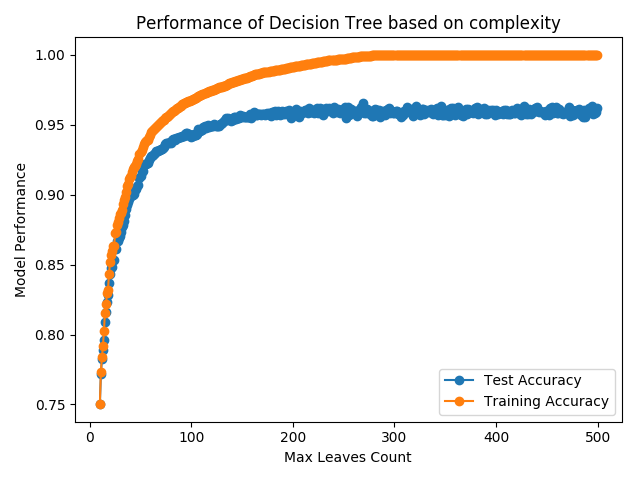 Performance of Decision Tree based on complexity
1.00
0.95
0.90
0.85
0.80
0.75
Model Performance
0
100
200
300
400
500
Max Leaves Count
Test Accuracy
Training Accuracy